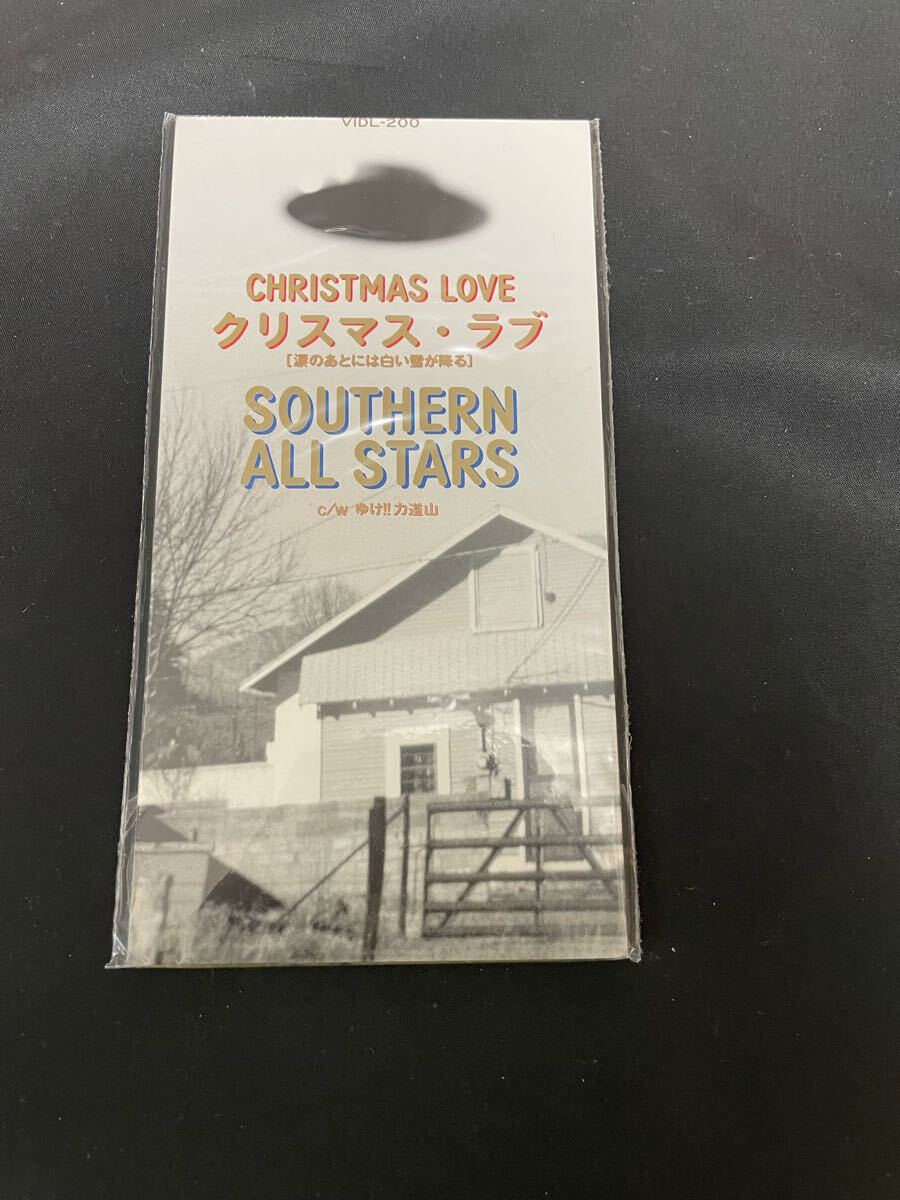 VIDL-200
CHRISTMAS LOVE
クリスマス・ラブ
[涙のあとには白い雪が降る]
SOUTHERN
ALL STARS
c/w ゆけ!!力道山